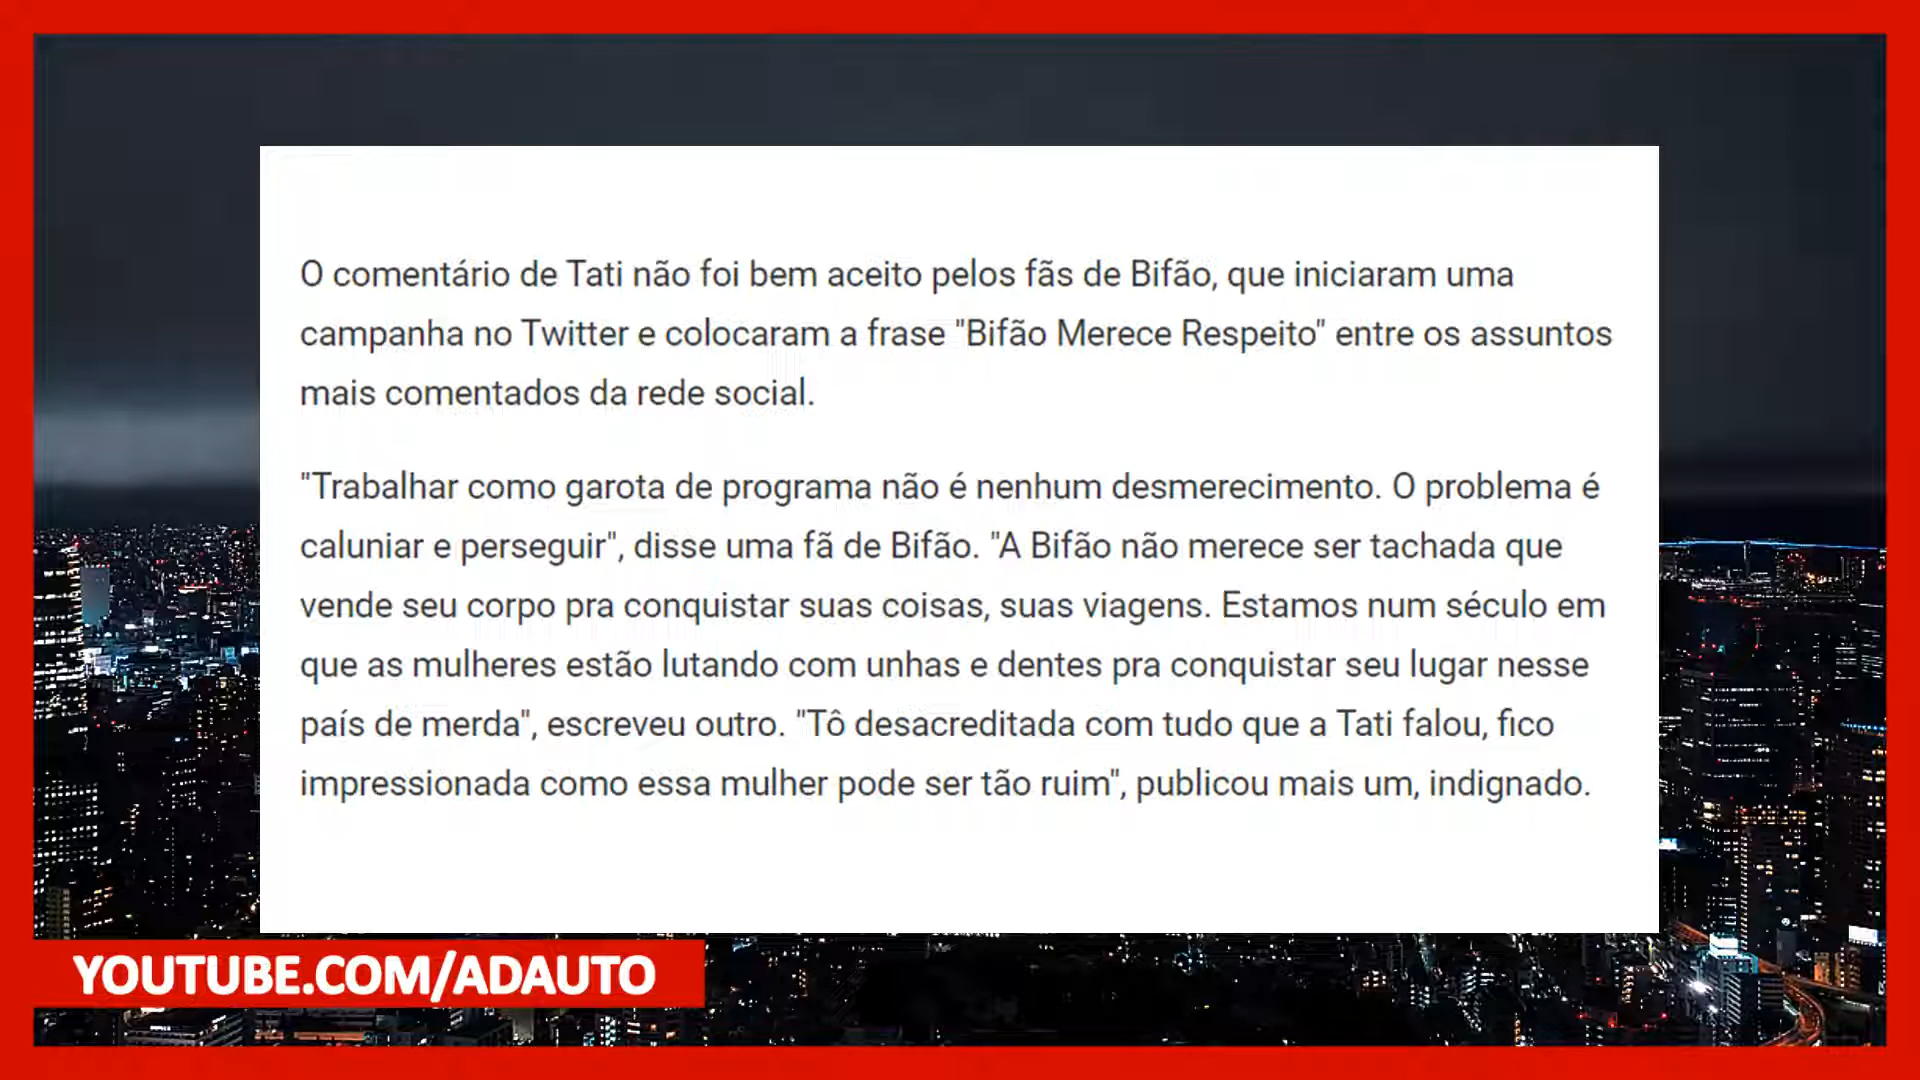 O comentário de Tati não foi bem aceito pelos fãs de Bifão, que iniciaram uma
campanha no Twitter e colocaram a frase "Bifão Merece Respeito" entre os assuntos
mais comentados da rede social.
"Trabalhar como garota de programa não é nenhum desmerecimento. O problema é
caluniar e perseguir", disse uma fã de Bifão. "A Bifão não merece ser tachada que
vende seu corpo pra conquistar suas coisas, suas viagens. Estamos num século em
que as mulheres estão lutando com unhas e dentes pra conquistar seu lugar nesse
país de merda", escreveu outro. "Tô desacreditada com tudo que a Tati falou, fico
impressionada como essa mulher pode ser tão ruim", publicou mais um, indignado.
YOUTUBE.COM/ADAUTO